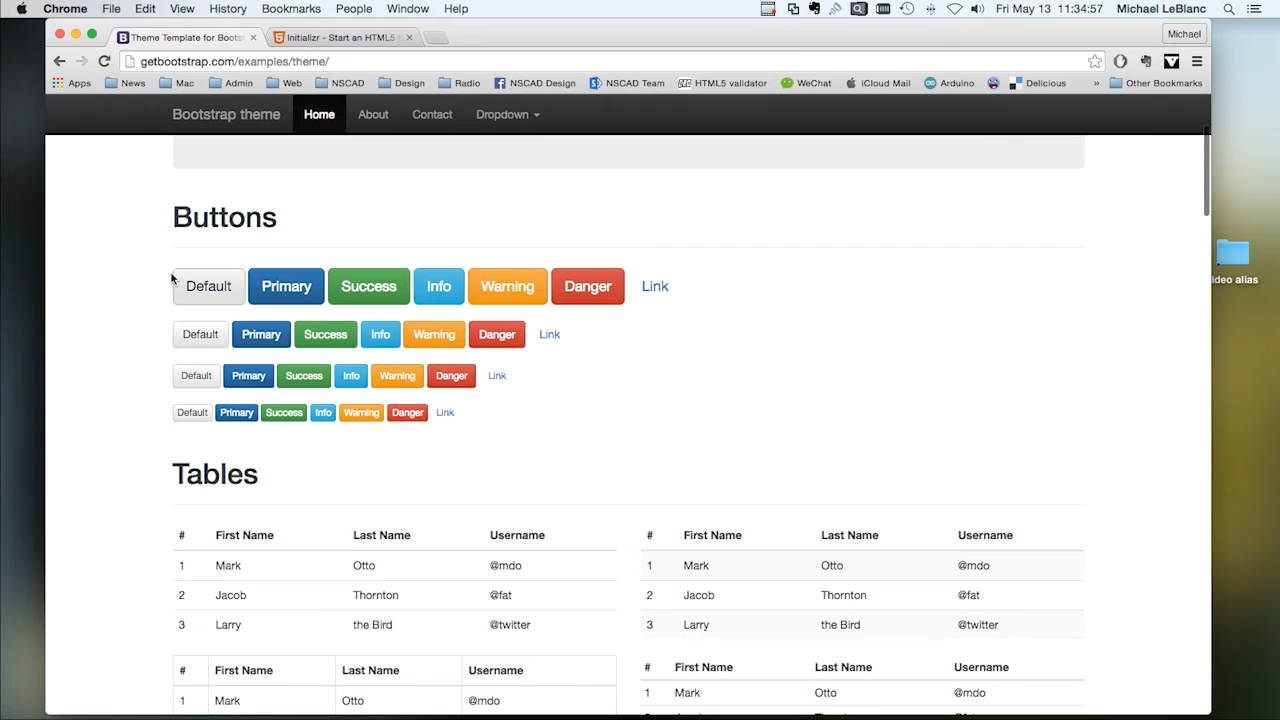 Chrome File Edit View History Bookmarks People Window Help Fri May 13 11:34:57 Michael LeBlanc
Theme Template for Bootst Initializr - Start an HTML5 Michael
getbootstrap.com/examples/theme/
Apps News Mac Admin Web NSCAD Design Radio NSCAD Design NSCAD Team HTML5 validator WeChat iCloud Mail Arduino Delicious » Other Bookmarks
Bootstrap theme Home About Contact Dropdown
Buttons
Default Primary Success Info Warning Danger Link
ideo alias
Default Primary Success Info Warning Danger Link
Default Primary Success Info Warning Danger Link
Default Primary Success Info Warning Danger Link
Tables
# First Name Last Name Username # First Name Last Name Username
1 Mark Otto @mdo 1 Mark Otto @mdo
2 Jacob Thornton @fat 2 Jacob Thornton @fat
3 Larry the Bird @twitter 3 Larry the Bird @twitter
# First Name Last Name Username # First Name Last Name Username
1 Mark Otto @mdo 1 Mark Otto @mdo